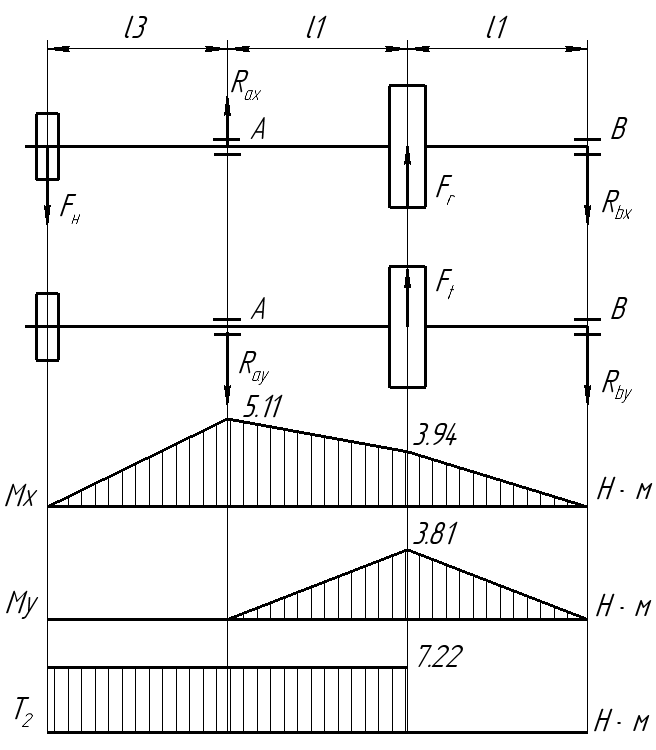 l3 l1 l1
Rax
A B
Fн Fr Rbx
Ft
A B
Ray Rby
5.11
3.94
Mx Н · м
3.81
My Н · м
7.22
T2 Н · м